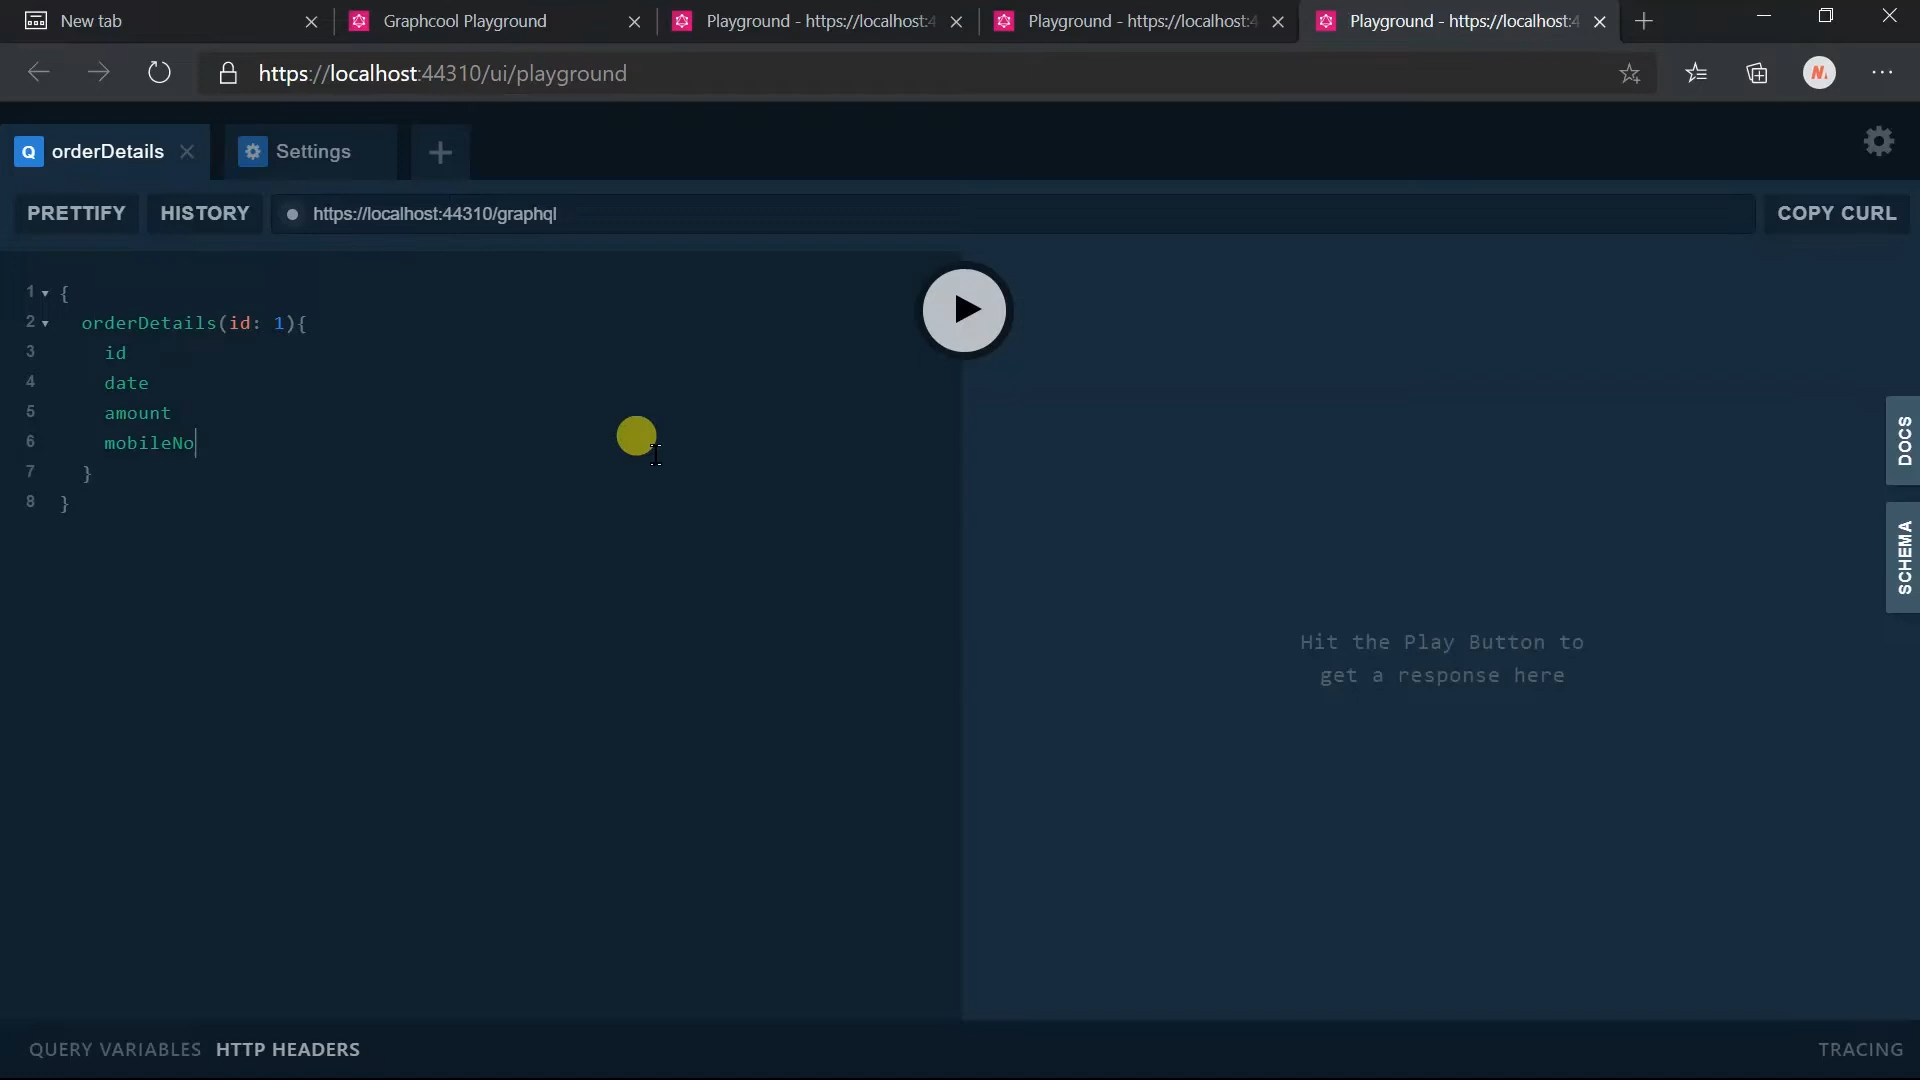 New tab
Graphcool Playground
Playground - https://localhost:4
Playground - https://localhost:4
Playground - https://localhost:4
https://localhost:44310/ui/playground
Q orderDetails
Settings
PRETTIFY
HISTORY
https://localhost:44310/graphql
COPY CURL
1 {
2 orderDetails(id: 1){
3 id
4 date
5 amount
6 mobileNo
7 }
8 }
DOCS
SCHEMA
Hit the Play Button to
get a response here
QUERY VARIABLES
HTTP HEADERS
TRACING